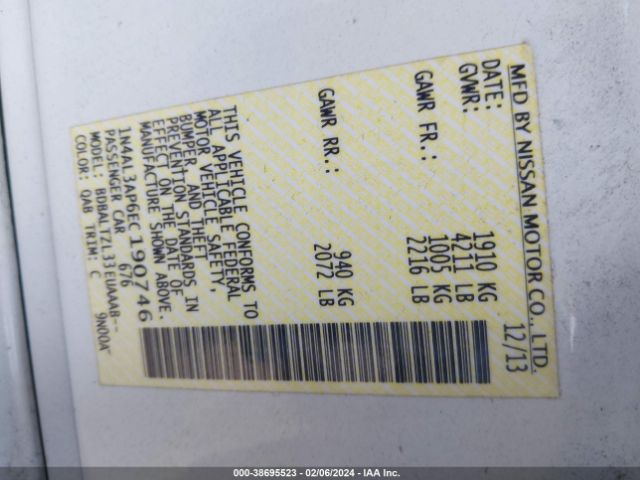 MFD BY NISSAN MOTOR CO., LTD.
DATE: 12/13
GVWR: 1910 KG
4211 LB
GAWR FR.: 1005 KG
2216 LB
GAWR RR.: 940 KG
2072 LB
THIS VEHICLE CONFORMS TO
ALL APPLICABLE FEDERAL
MOTOR VEHICLE SAFETY,
BUMPER, AND THEFT
PREVENTION STANDARDS IN
EFFECT ON THE DATE OF
MANUFACTURE SHOWN ABOVE.
1N4AL3AP6EC190746
PASSENGER CAR 676
MODEL: BDBALTZL33EUAAAB--
COLOR: QAB TRIM: C 9N00A
000-38695523 - 02/06/2024 - IAA Inc.